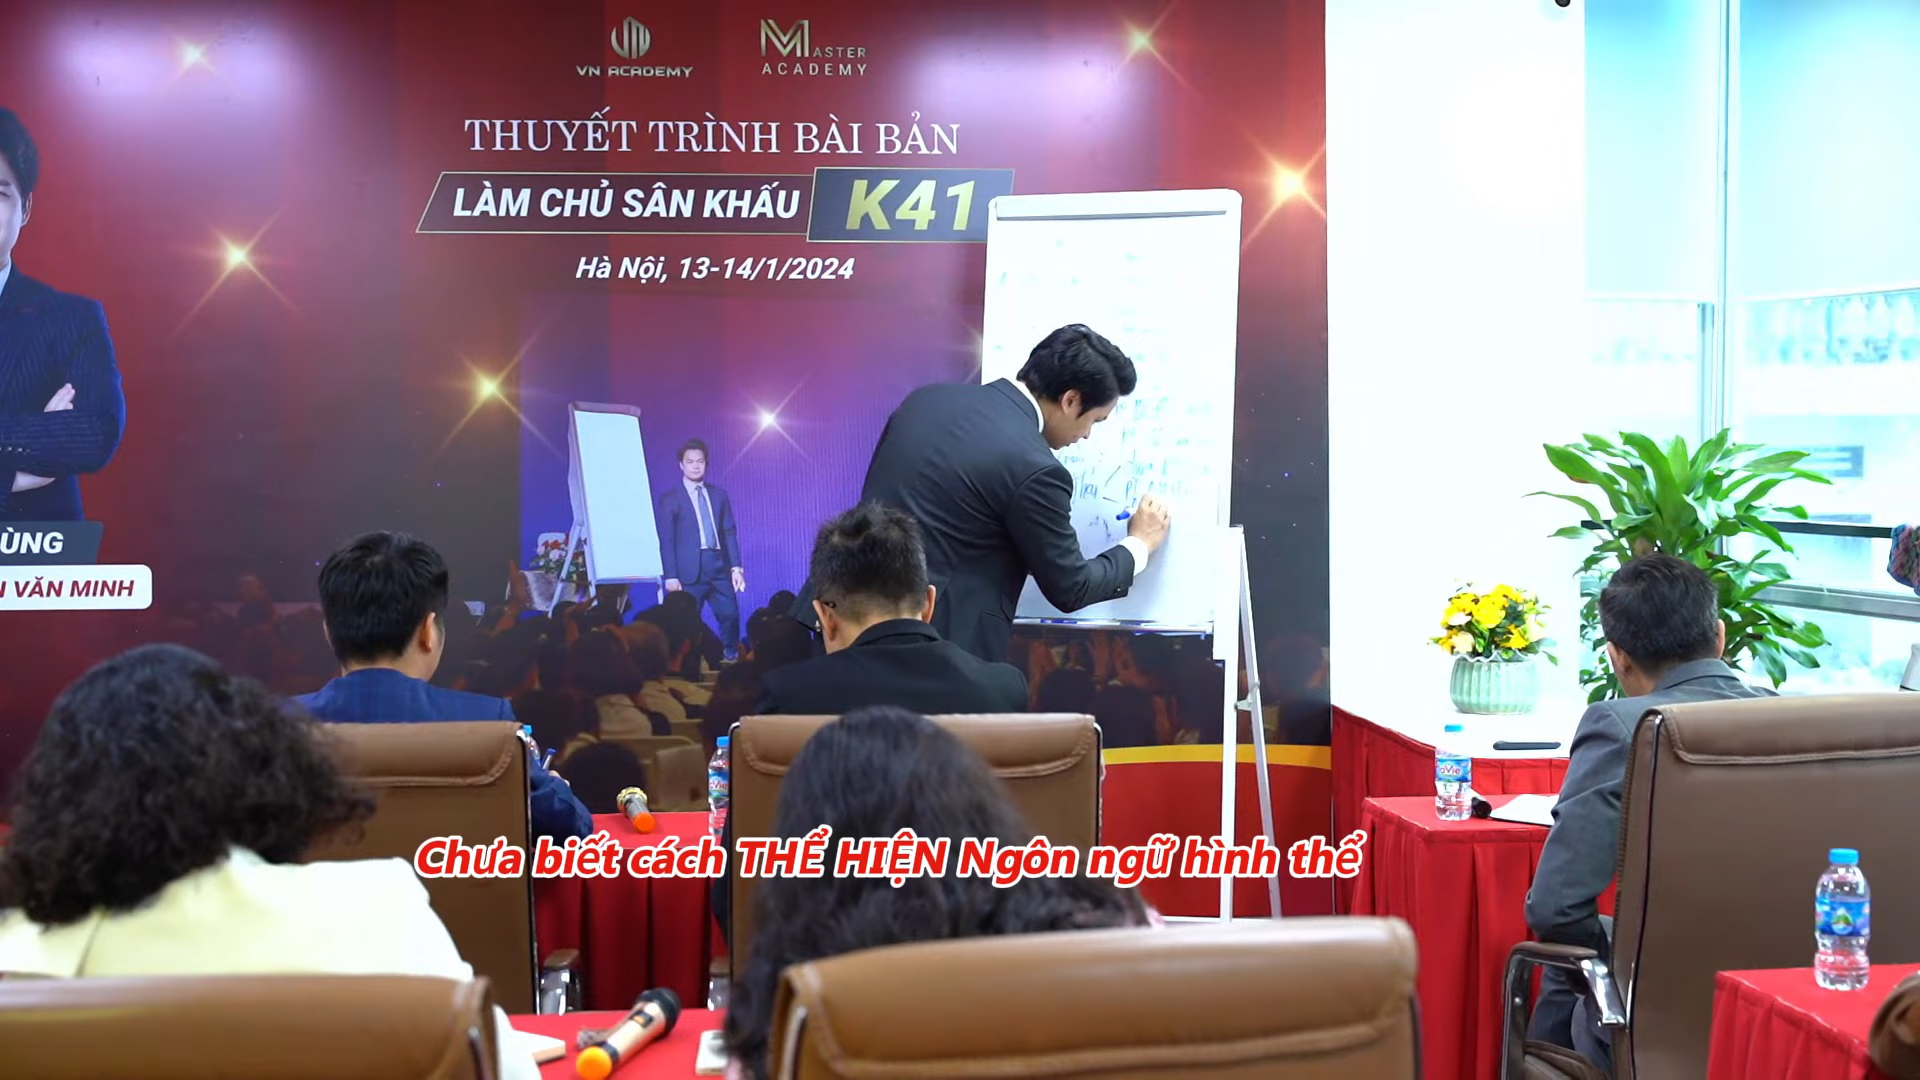 VN ACADEMY
MASTER
ACADEMY
THUYẾT TRÌNH BÀI BẢN
LÀM CHỦ SÂN KHẤU K41
Hà Nội, 13-14/1/2024
ÙNG
VĂN MINH
Chưa biết cách THỂ HIỆN Ngôn ngữ hình thể